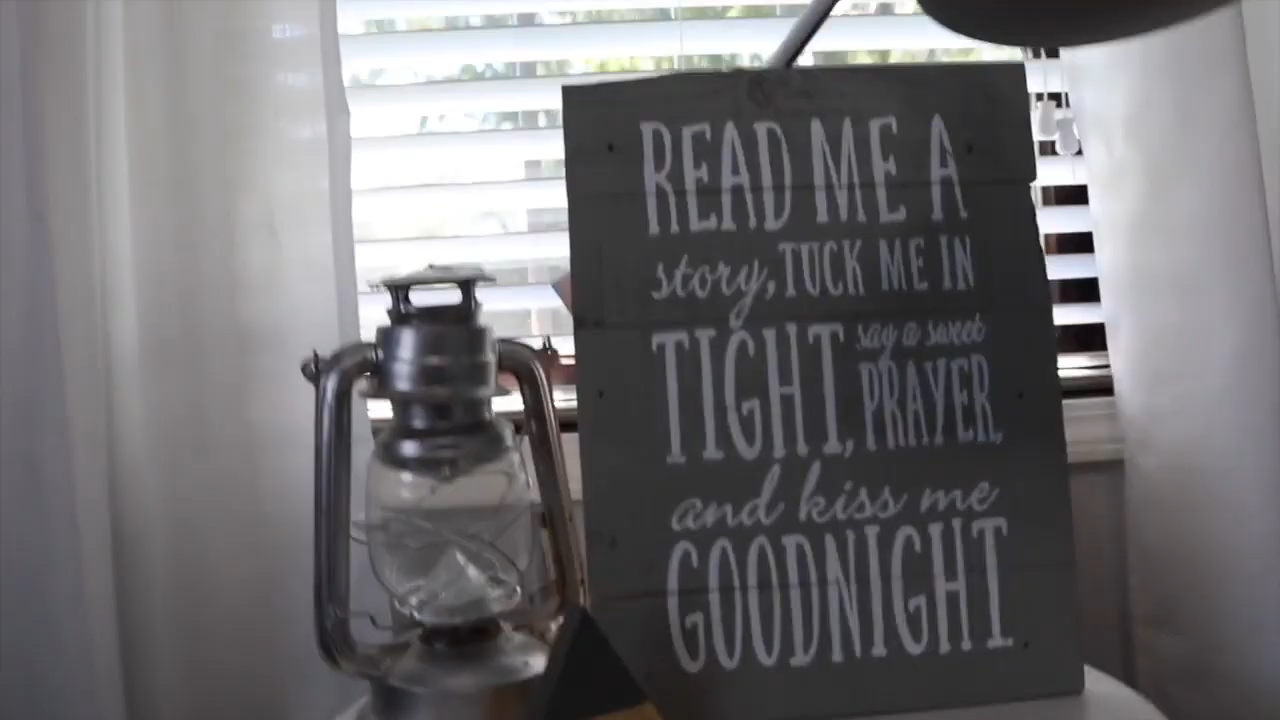 READ ME A
story, TUCK ME IN
TIGHT, say a sweet PRAYER,
and kiss me
GOODNIGHT